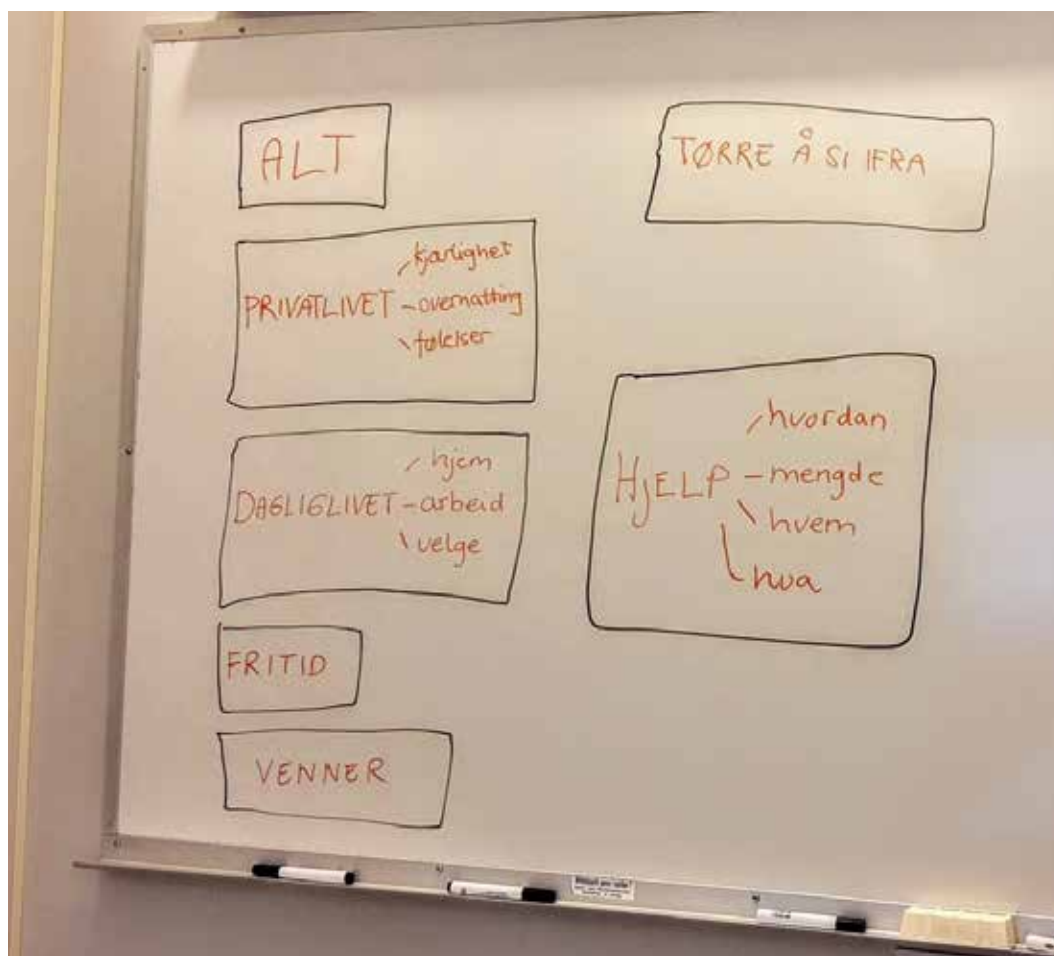 ALT
PRIVATLIVET
kjærlighet
overnatting
følelser
DAGLIGLIVET
hjem
arbeid
velge
FRITID
VENNER
TØRRE Å SI IFRA
HJELP
hvordan
mengde
hvem
hva